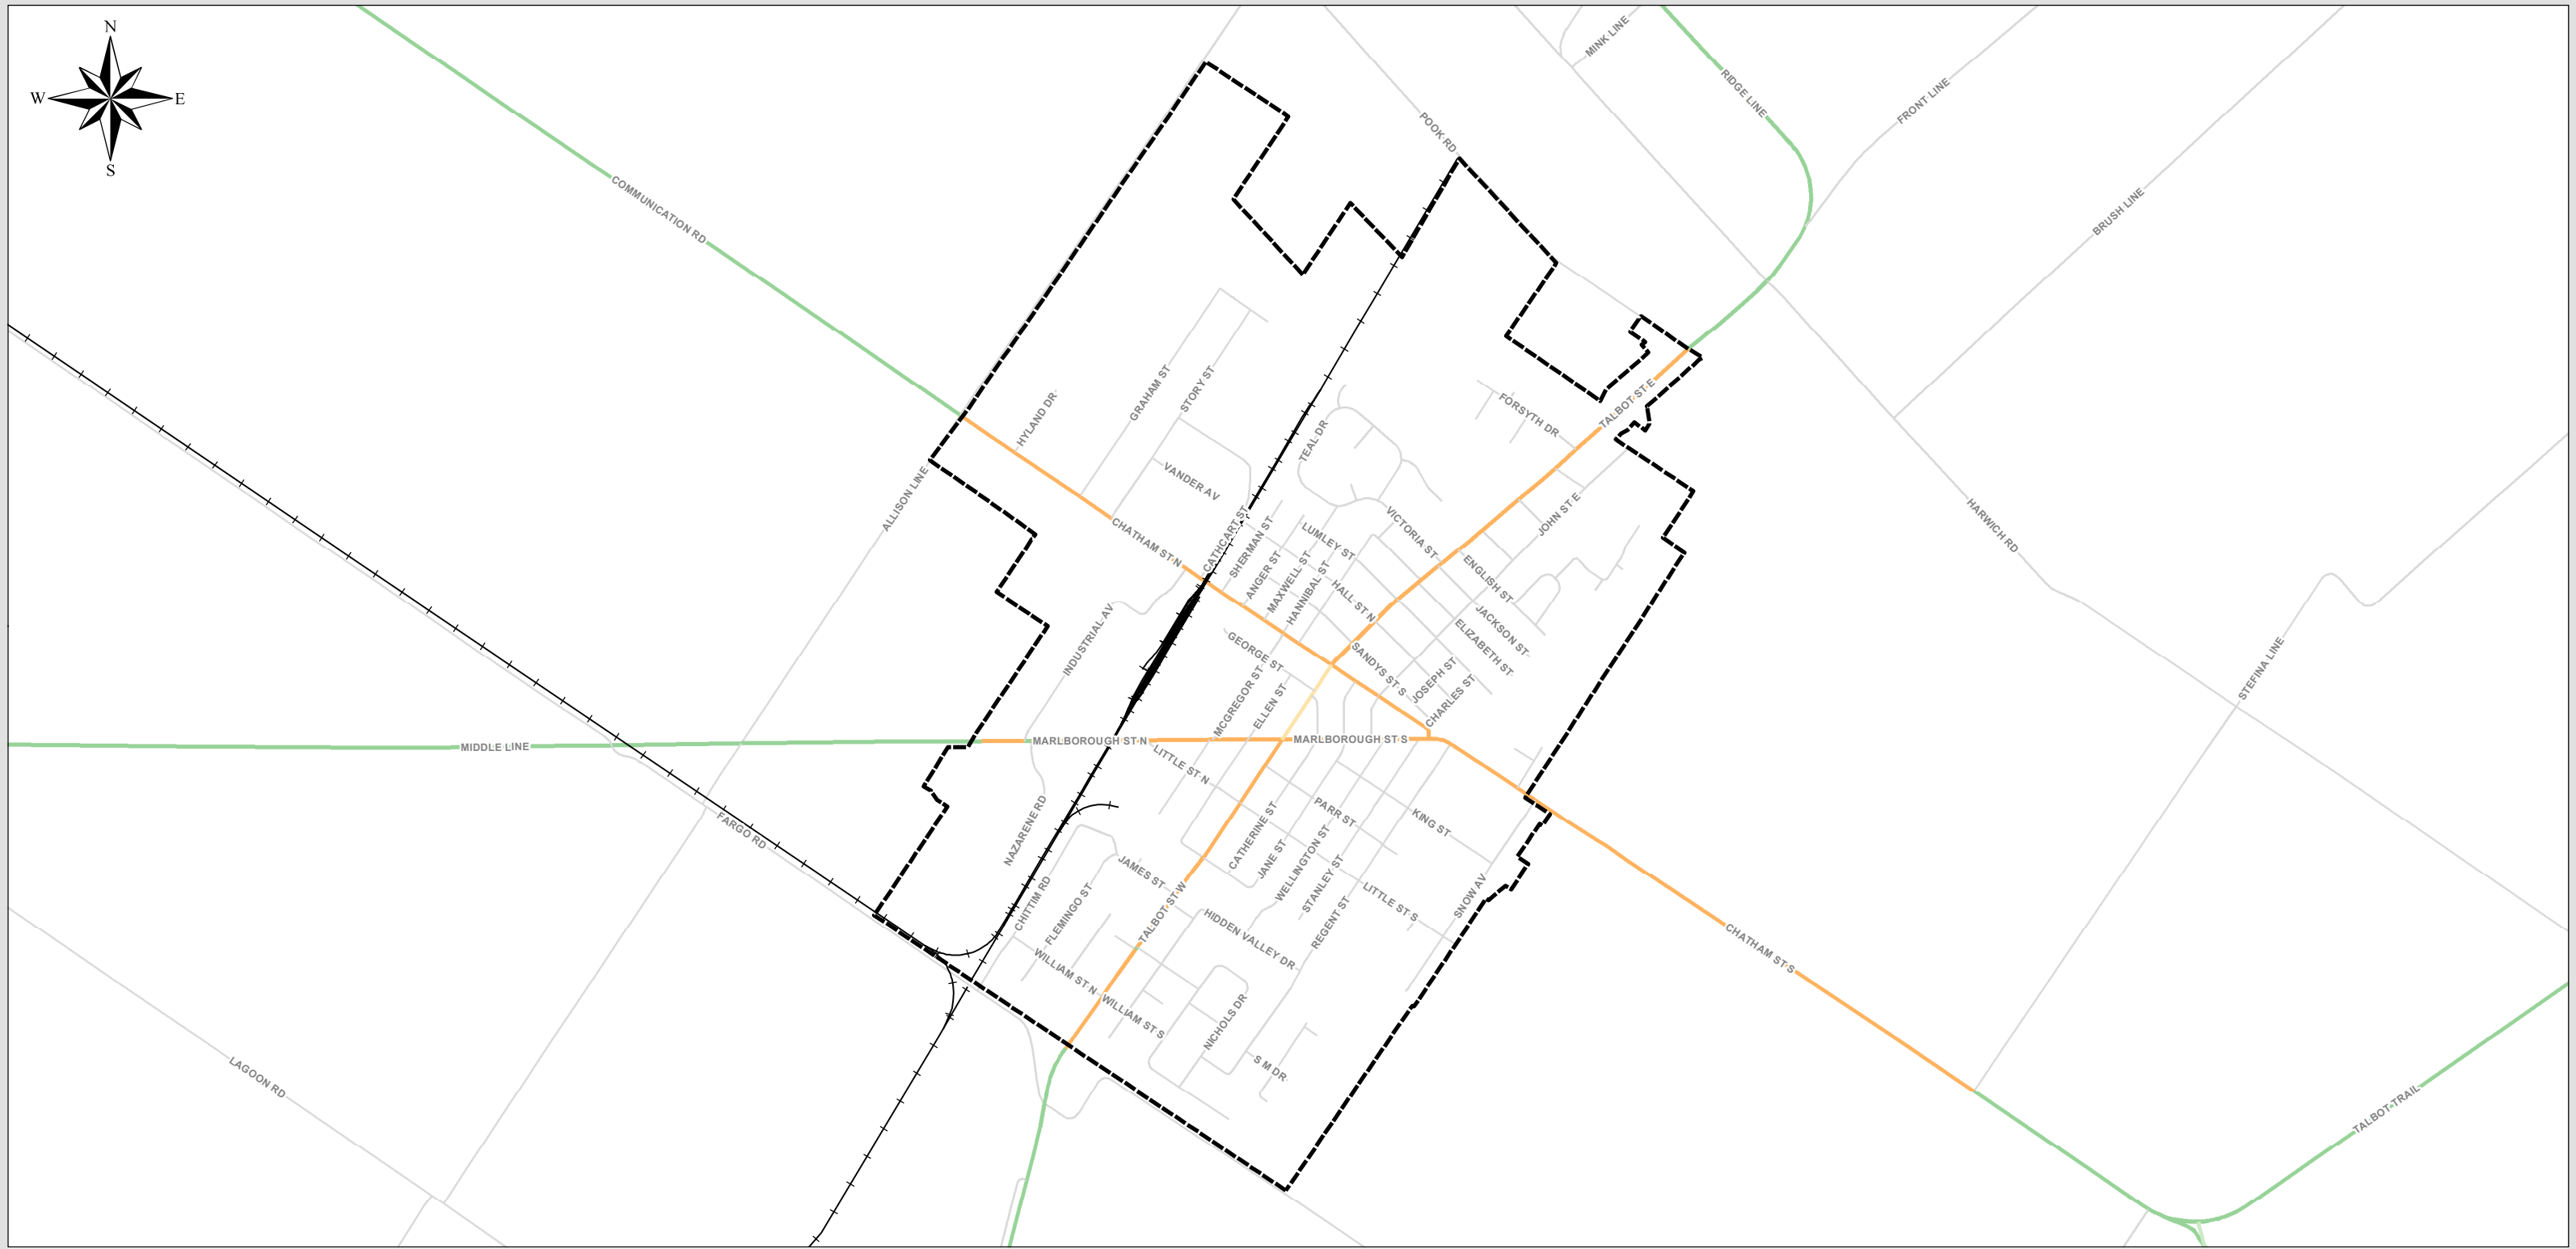 N
W
E
S
MINK LINE
RIDGE LINE
FRONT LINE
POOK RD
COMMUNICATION RD
BRUSH LINE
GRAHAM ST
STORY ST
HYLAND DR
TEAL DR
FORSYTH DR
TALBOT ST E
VANDER AV
ALLISON LINE
CHATHAM ST N
CATHCART ST
SHERMAN ST
LUMLEY ST
VICTORIA ST
JOHN ST E
HARWICH RD
ANGER ST
MAXWELL ST
HANNIBAL ST
HALL ST N
ENGLISH ST
JACKSON ST
ELIZABETH ST
INDUSTRIAL AV
GEORGE ST
SANDYS ST S
JOSEPH ST
CHARLES ST
MCGREGOR ST
ELLEN ST
STEFINA LINE
MIDDLE LINE
MARLBOROUGH ST N
MARLBOROUGH ST S
LITTLE ST N
FARGO RD
NAZARENE RD
CATHERINE ST
PARR ST
KING ST
JANE ST
WELLINGTON ST
STANLEY ST
JAMES ST
CHITTIM RD
FLEMINGO ST
TALBOT ST W
HIDDEN VALLEY DR
REGENT ST
LITTLE ST S
SNOW AV
CHATHAM ST S
WILLIAM ST N
WILLIAM ST S
NICHOLS DR
S M DR
LAGOON RD
TALBOT TRAIL